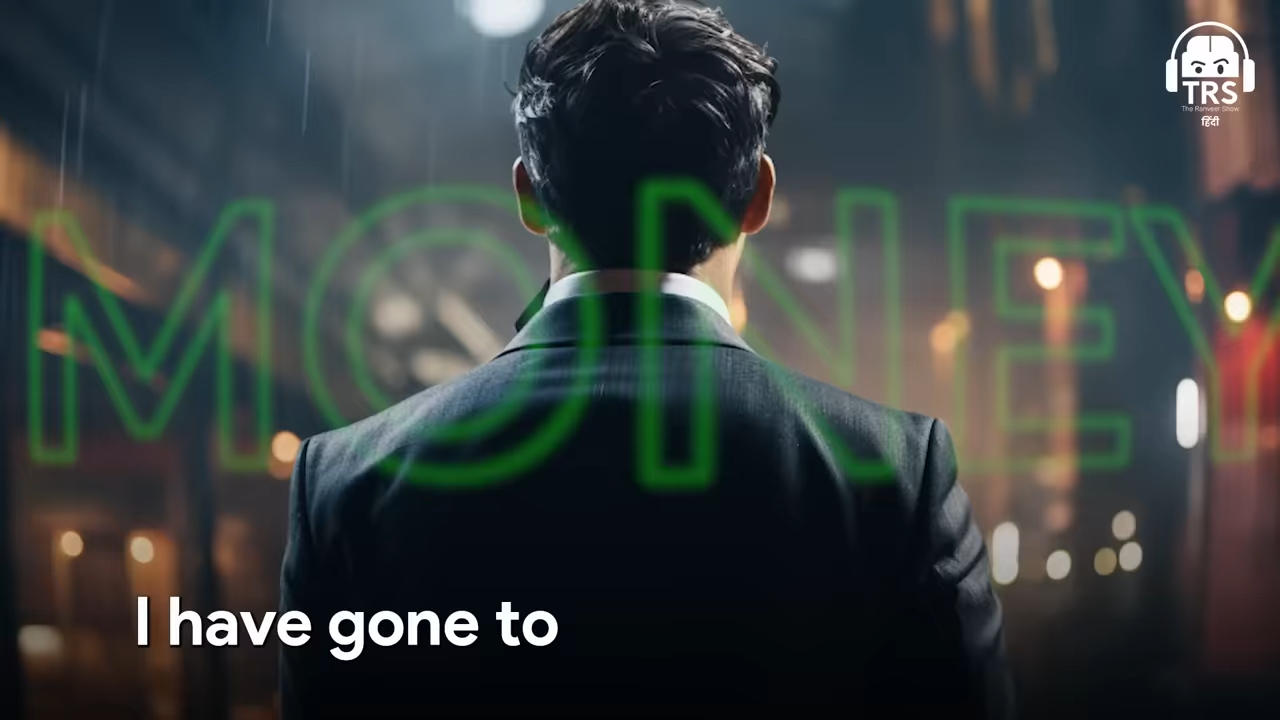 TRS
The Ranveer Show
हिंदी
MONEY
I have gone to